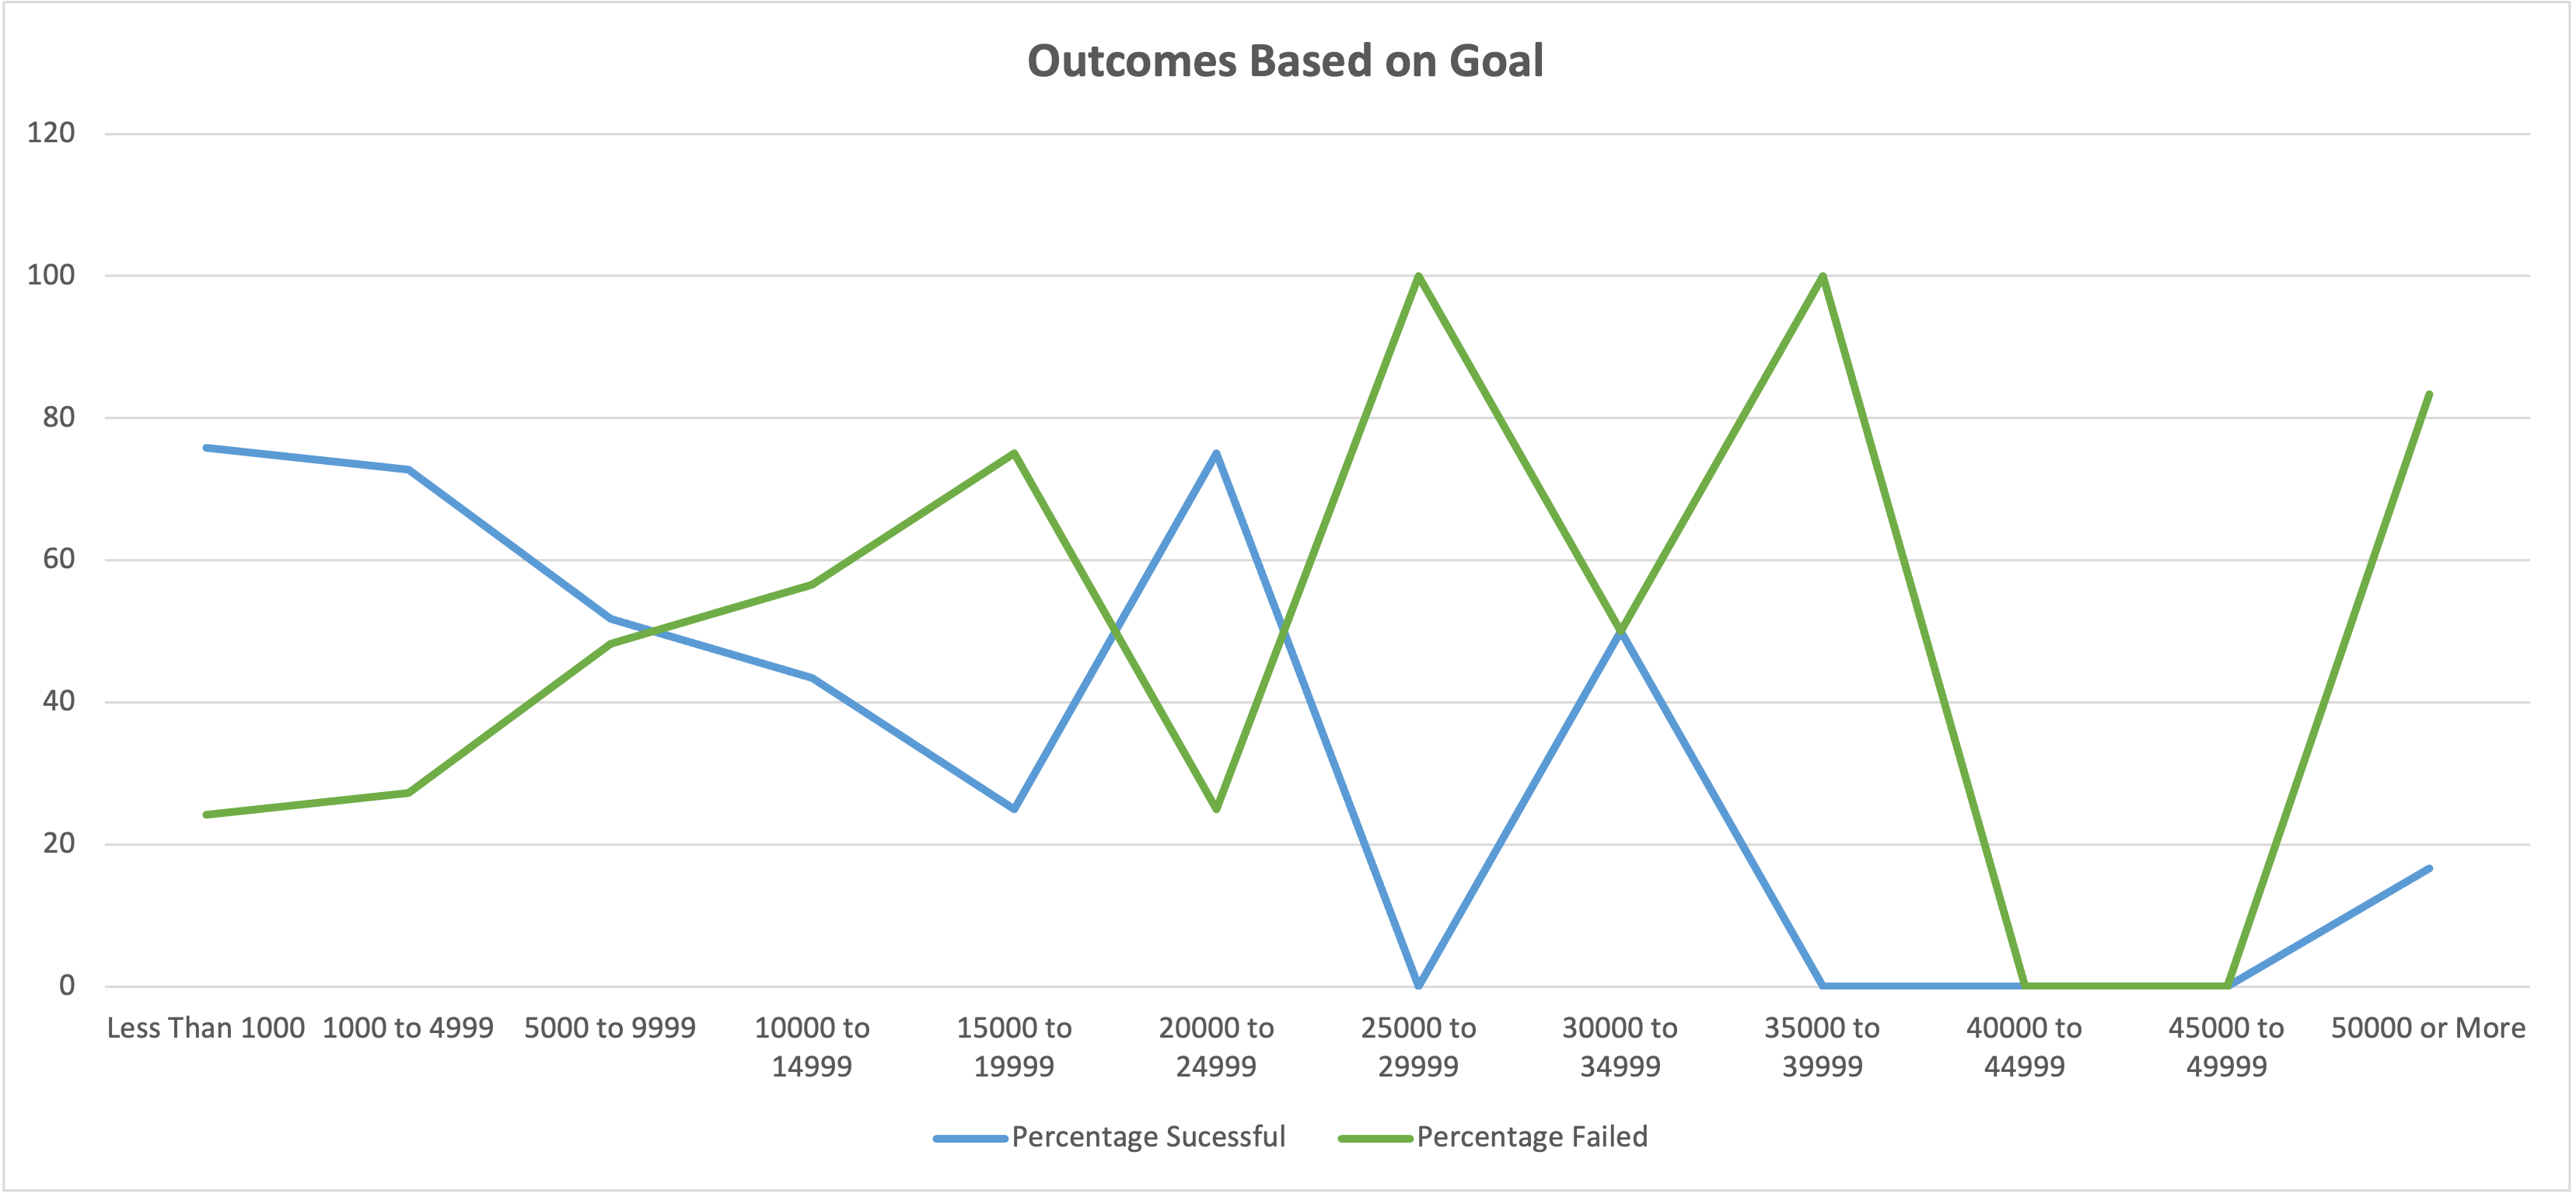 Outcomes Based on Goal
120
100
80
60
40
20
0
Less Than 1000
1000 to 4999
5000 to 9999
10000 to
14999
15000 to
19999
20000 to
24999
25000 to
29999
30000 to
34999
35000 to
39999
40000 to
44999
45000 to
49999
50000 or More
Percentage Sucessful
Percentage Failed